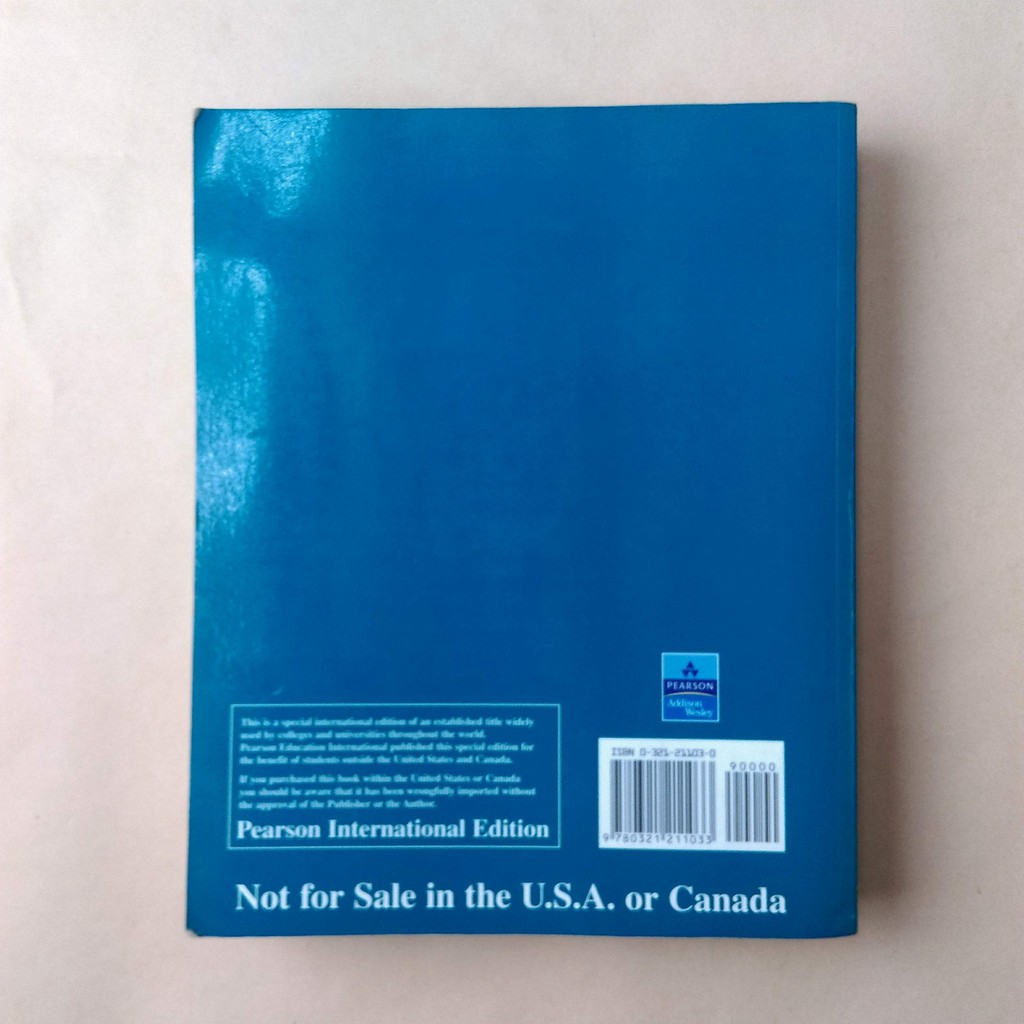 PEARSON
Addison
Wesley
This is a special international edition of an established title widely
used by colleges and universities throughout the world.
Pearson Education International published this special edition for
the benefit of students outside the United States and Canada.
If you purchased this book within the United States or Canada
you should be aware that it has been wrongfully imported without
the approval of the Publisher or the Author.
Pearson International Edition
ISBN 0-321-21103-0
90000
9 780321 211033
Not for Sale in the U.S.A. or Canada